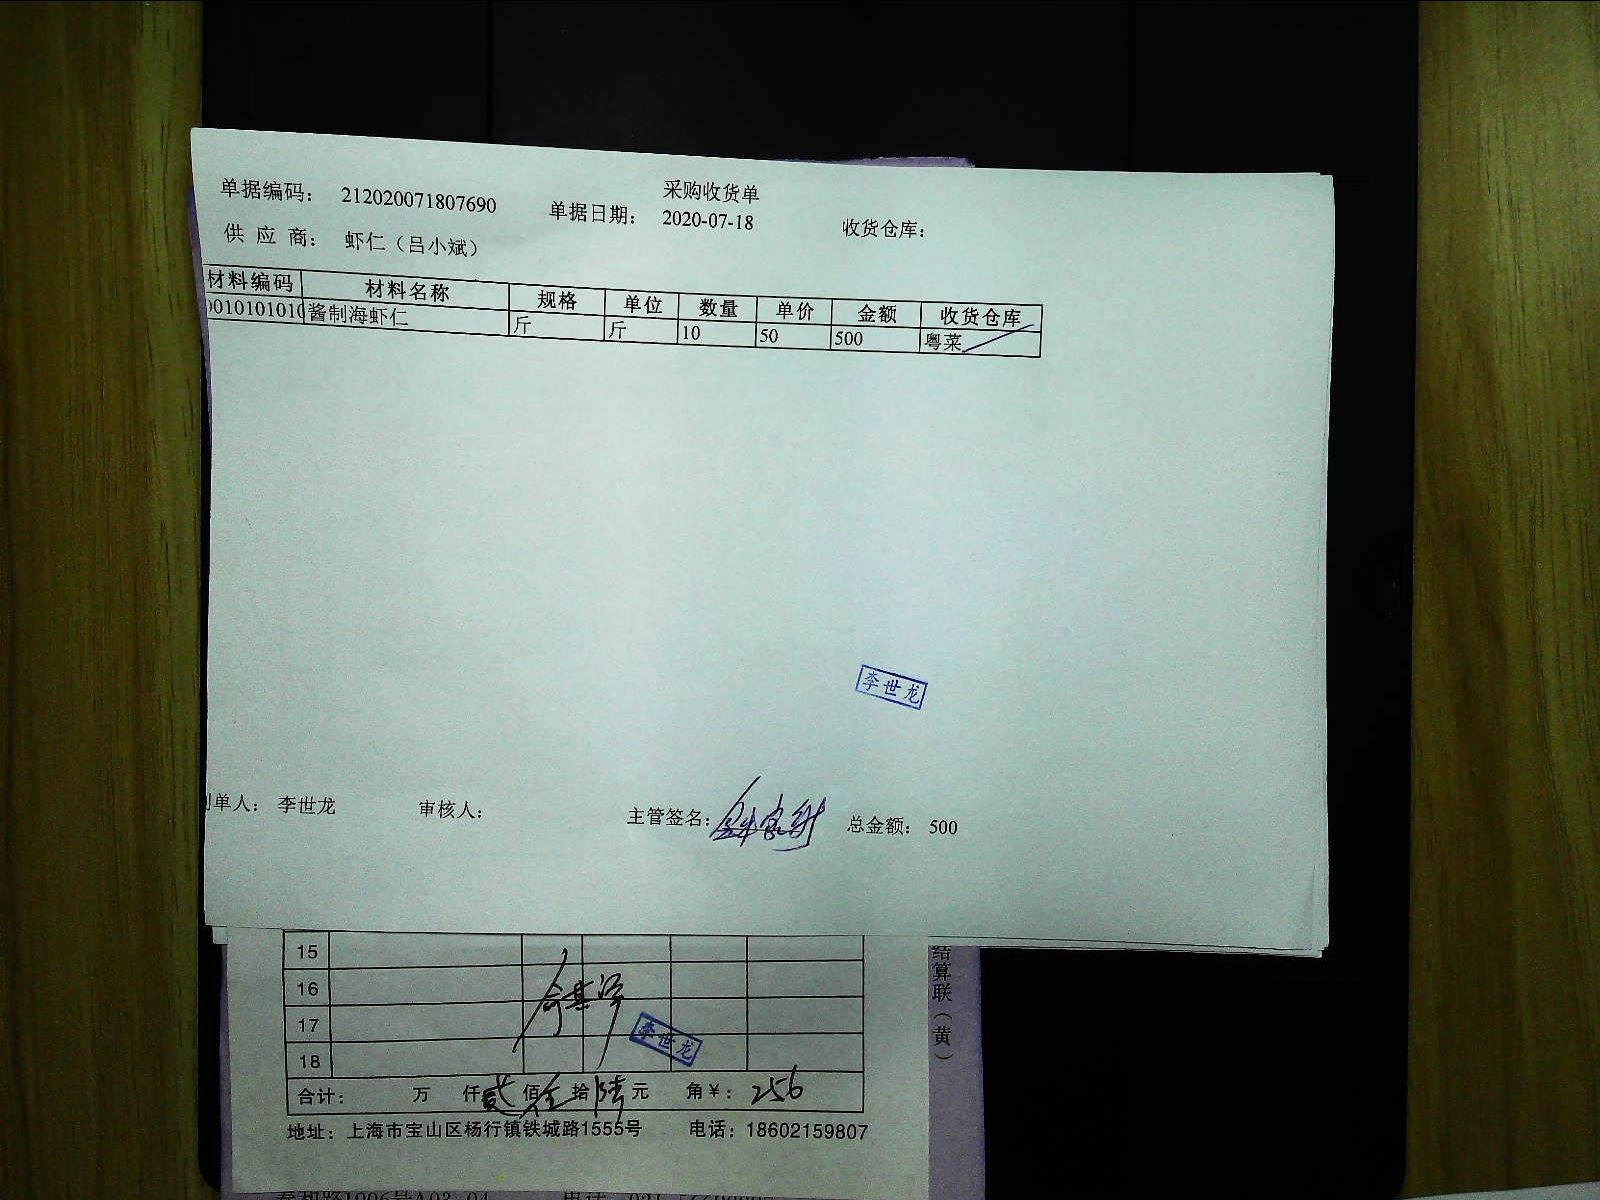 采购收货单
单据编码： 212020071807690 单据日期： 2020-07-18 收货仓库：
供 应 商： 虾仁（吕小斌）
材料编码 材料名称 规格 单位 数量 单价 金额 收货仓库
0010101010 酱制海虾仁 斤 斤 10 50 500 粤菜
李世龙
制单人： 李世龙 审核人： 主管签名： 总金额： 500
15
16
17
李世龙
18
合计： 万 仟贰佰伍拾陆元 角￥： 256
地址：上海市宝山区杨行镇铁城路1555号 电话：18602159807
结算联（黄）